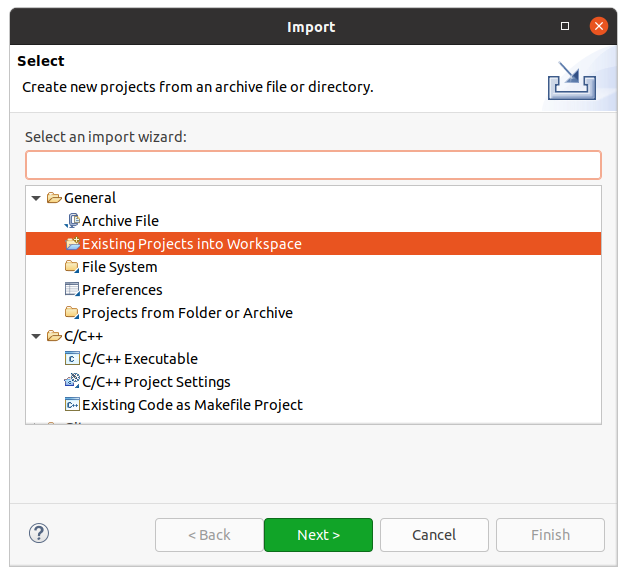 Import
Select
Create new projects from an archive file or directory.
Select an import wizard:
General
Archive File
Existing Projects into Workspace
File System
Preferences
Projects from Folder or Archive
C/C++
C/C++ Executable
C/C++ Project Settings
Existing Code as Makefile Project
?
< Back
Next >
Cancel
Finish